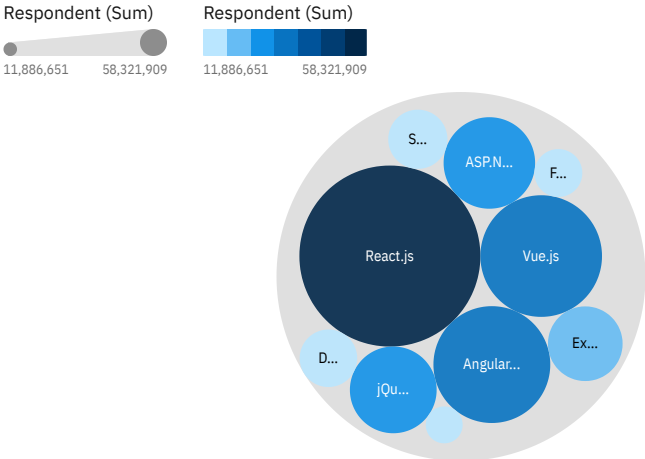 Respondent (Sum)
11,886,651 58,321,909
Respondent (Sum)
11,886,651 58,321,909
S...
ASP.N...
F...
React.js
Vue.js
Ex...
D...
Angular...
jQu...